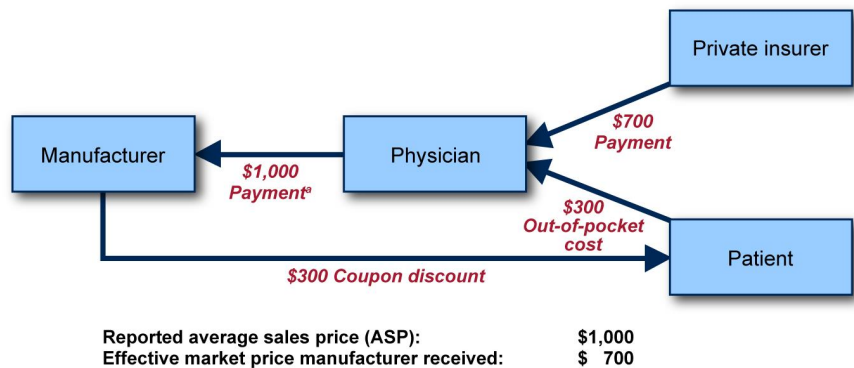 Private insurer
Manufacturer
Physician
$700
Payment
$1,000
Paymentᵃ
$300
Out-of-pocket
cost
Patient
$300 Coupon discount
Reported average sales price (ASP): $1,000
Effective market price manufacturer received: $ 700